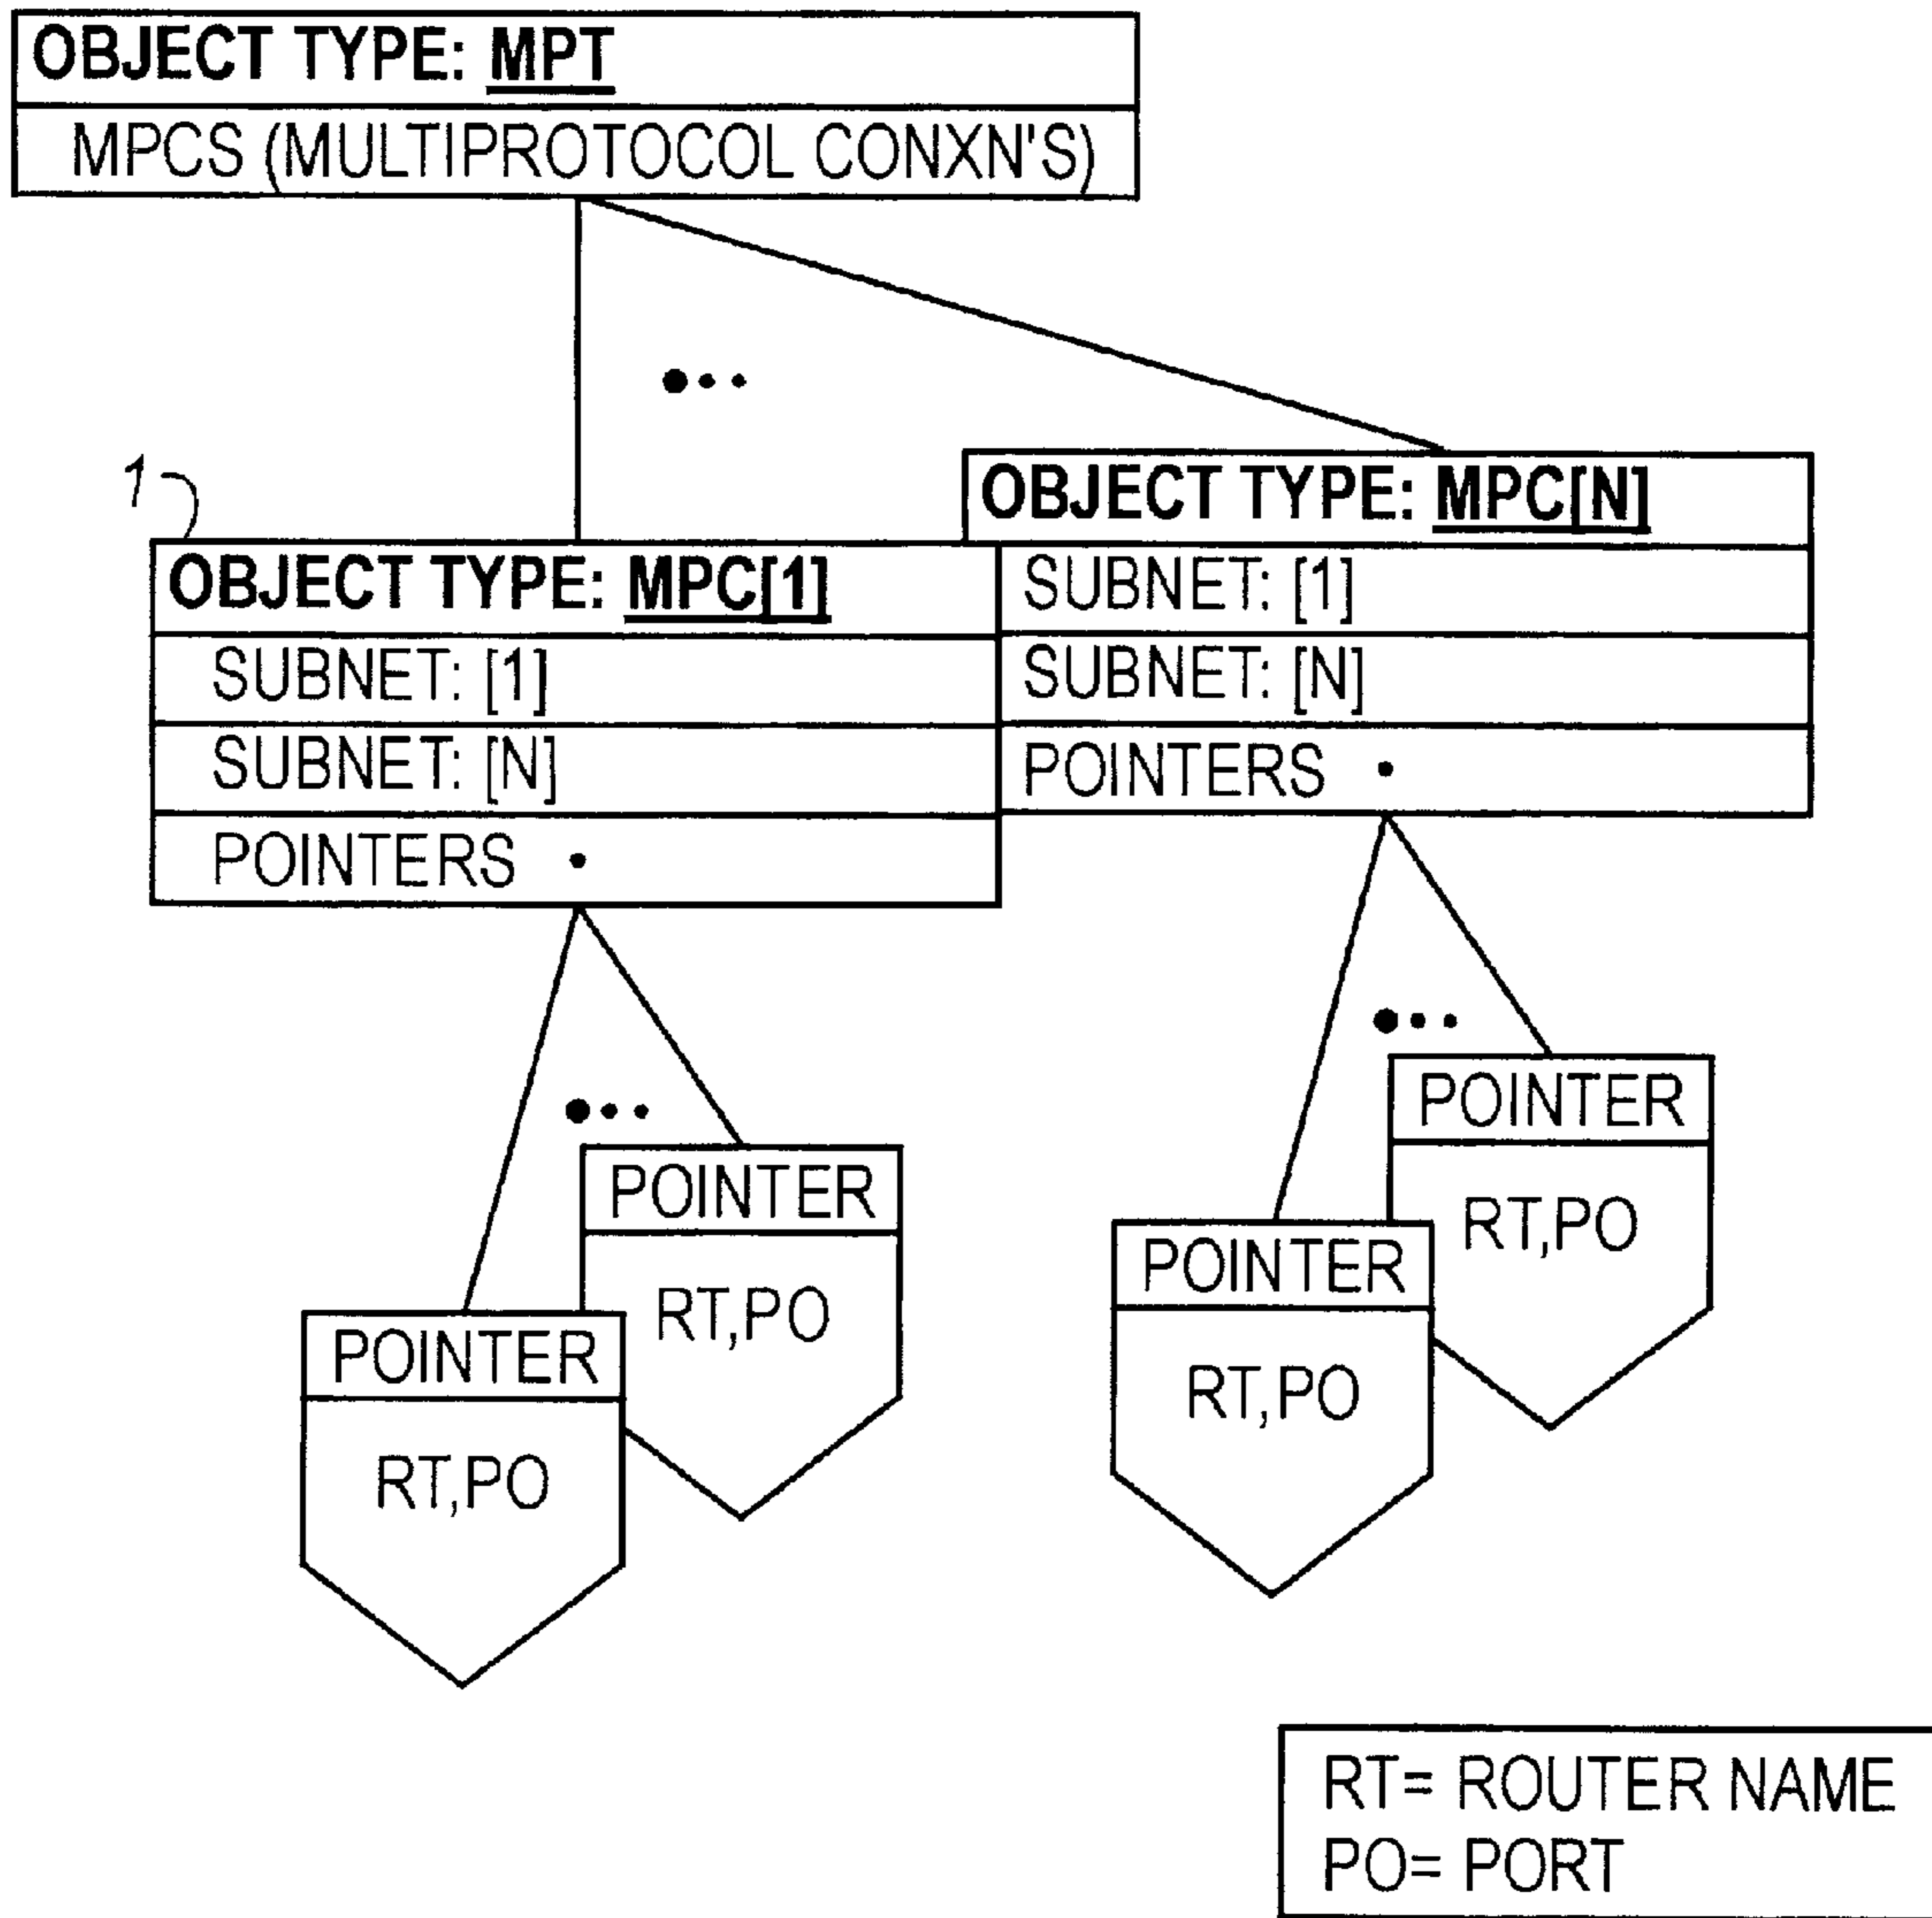 OBJECT TYPE: MPT
MPCS (MULTIPROTOCOL CONXN'S)
1
OBJECT TYPE: MPC[1]
SUBNET: [1]
SUBNET: [N]
POINTERS
OBJECT TYPE: MPC[N]
SUBNET: [1]
SUBNET: [N]
POINTERS
POINTER
RT,PO
POINTER
RT,PO
POINTER
RT,PO
POINTER
RT,PO
RT= ROUTER NAME
PO= PORT